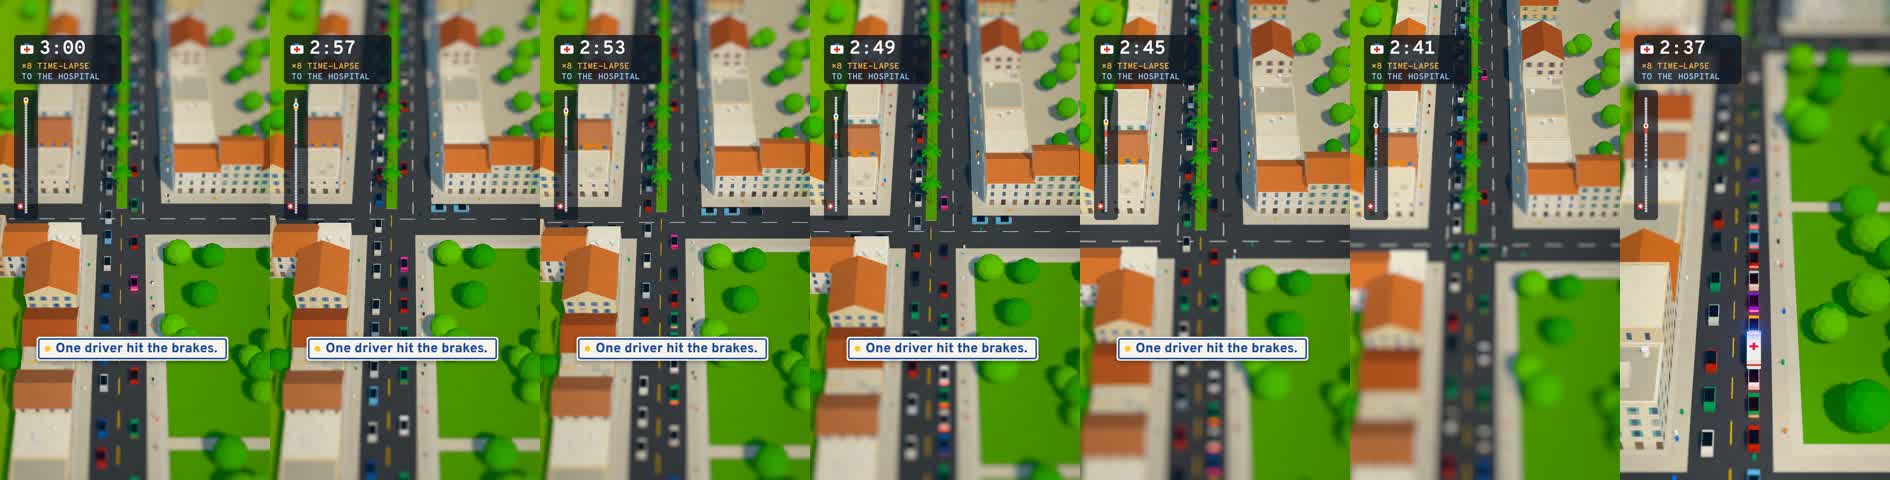 3:00
×8 TIME-LAPSE
TO THE HOSPITAL
One driver hit the brakes.
2:57
×8 TIME-LAPSE
TO THE HOSPITAL
One driver hit the brakes.
2:53
×8 TIME-LAPSE
TO THE HOSPITAL
One driver hit the brakes.
2:49
×8 TIME-LAPSE
TO THE HOSPITAL
One driver hit the brakes.
2:45
×8 TIME-LAPSE
TO THE HOSPITAL
One driver hit the brakes.
2:41
×8 TIME-LAPSE
TO THE HOSPITAL
2:37
×8 TIME-LAPSE
TO THE HOSPITAL